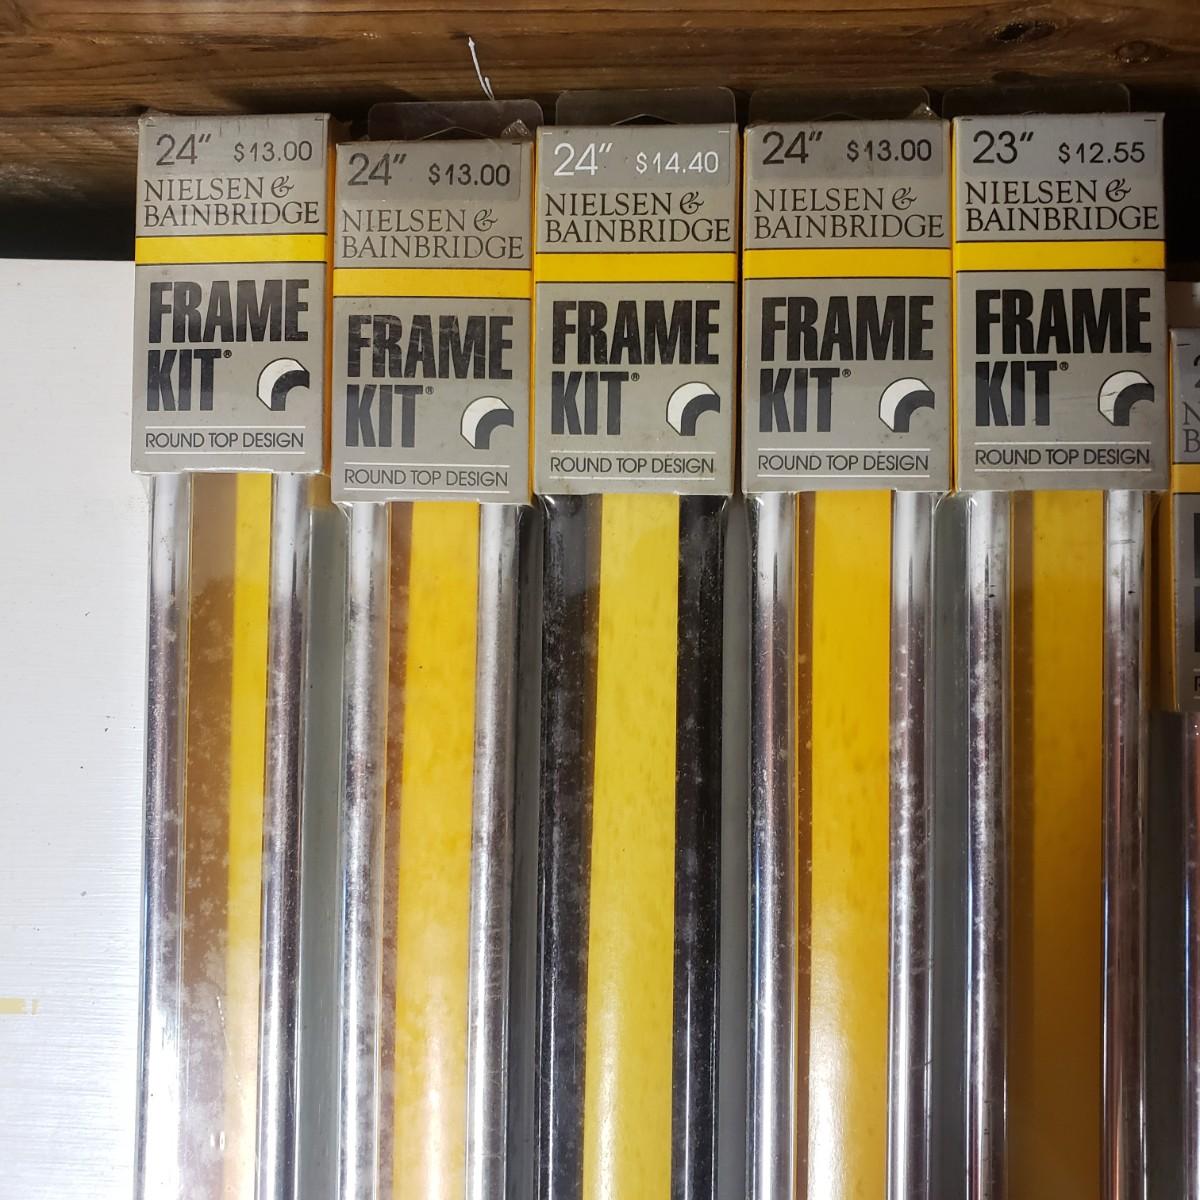 24" $13.00
NIELSEN &
BAINBRIDGE
FRAME
KIT®
ROUND TOP DESIGN
24" $13.00
NIELSEN &
BAINBRIDGE
FRAME
KIT®
ROUND TOP DESIGN
24" $14.40
NIELSEN &
BAINBRIDGE
FRAME
KIT®
ROUND TOP DESIGN
24" $13.00
NIELSEN &
BAINBRIDGE
FRAME
KIT®
ROUND TOP DESIGN
23" $12.55
NIELSEN &
BAINBRIDGE
FRAME
KIT®
ROUND TOP DESIGN